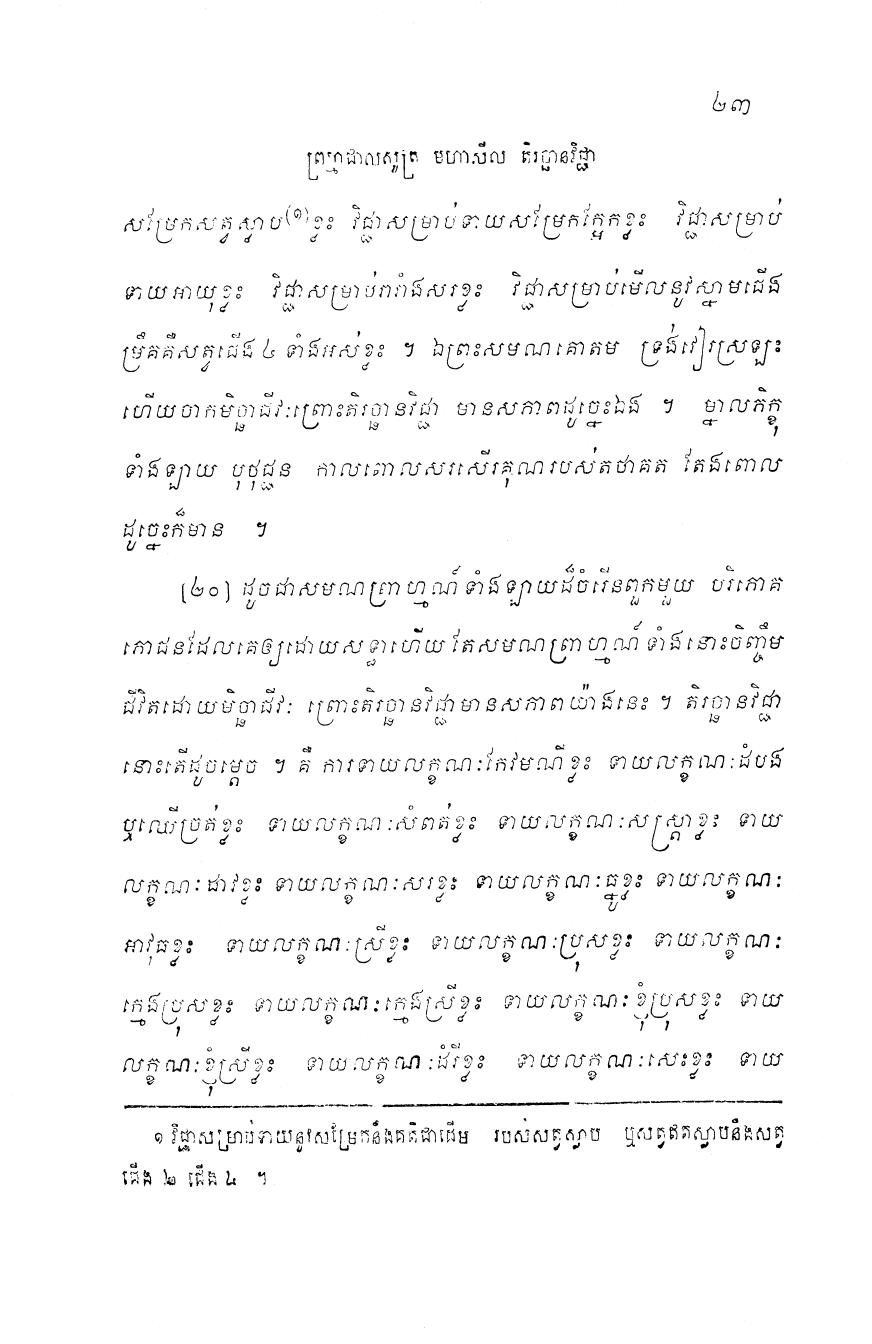 ២៣
ព្រហ្មជាលសូត្រ មហាសីល តិរច្ឆានវិជ្ជា
សម្រែកសត្វស្លាប(១)ខ្លះ វិជ្ជាសម្រាប់ទាយសម្រែកក្អែកខ្លះ វិជ្ជាសម្រាប់
ទាយអាយុខ្លះ វិជ្ជាសម្រាប់រារាំងសរខ្លះ វិជ្ជាសម្រាប់មើលនូវស្នាមជើង
ម្រឹគគឺសត្វជើង ៤ ទាំងអស់ខ្លះ ។ ឯព្រះសមណគោតម ទ្រង់វៀរស្រឡះ
ហើយចាកមិច្ឆាជីវៈព្រោះតិរច្ឆានវិជ្ជា មានសភាពដូច្នេះឯង ។ ម្នាលភិក្ខុ
ទាំងឡាយ បុថុជ្ជន កាលពោលសរសើរគុណរបស់តថាគត តែងពោល
ដូច្នេះក៏មាន ។
[២០] ដូចជាសមណព្រាហ្មណ៍ទាំងឡាយដ៏ចំរើនពួកមួយ បរិភោគ
ភោជនដែលគេឲ្យដោយសទ្ធាហើយ តែសមណព្រាហ្មណ៍ទាំងនោះចិញ្ចឹម
ជីវិតដោយមិច្ឆាជីវៈ ព្រោះតិរច្ឆានវិជ្ជាមានសភាពយ៉ាងនេះ ។ តិរច្ឆានវិជ្ជា
នោះតើដូចម្តេច ។ គឺ ការទាយលក្ខណៈកែវមណីខ្លះ ទាយលក្ខណៈដំបង
ឬឈើច្រត់ខ្លះ ទាយលក្ខណៈសំពត់ខ្លះ ទាយលក្ខណៈសស្ត្រាខ្លះ ទាយ
លក្ខណៈដាវខ្លះ ទាយលក្ខណៈសរខ្លះ ទាយលក្ខណៈធ្នូខ្លះ ទាយលក្ខណៈ
អាវុធខ្លះ ទាយលក្ខណៈស្រីខ្លះ ទាយលក្ខណៈប្រុសខ្លះ ទាយលក្ខណៈ
ក្មេងប្រុសខ្លះ ទាយលក្ខណៈក្មេងស្រីខ្លះ ទាយលក្ខណៈខ្ញុំប្រុសខ្លះ ទាយ
លក្ខណៈខ្ញុំស្រីខ្លះ ទាយលក្ខណៈដំរីខ្លះ ទាយលក្ខណៈសេះខ្លះ ទាយ
១ វិជ្ជាសម្រាប់ទាយនូវសម្រែកនឹងគតិជាដើម របស់សត្វស្លាប ឬសត្វឥតស្លាបនឹងសត្វ
ជើង ២ ជើង ៤ ។